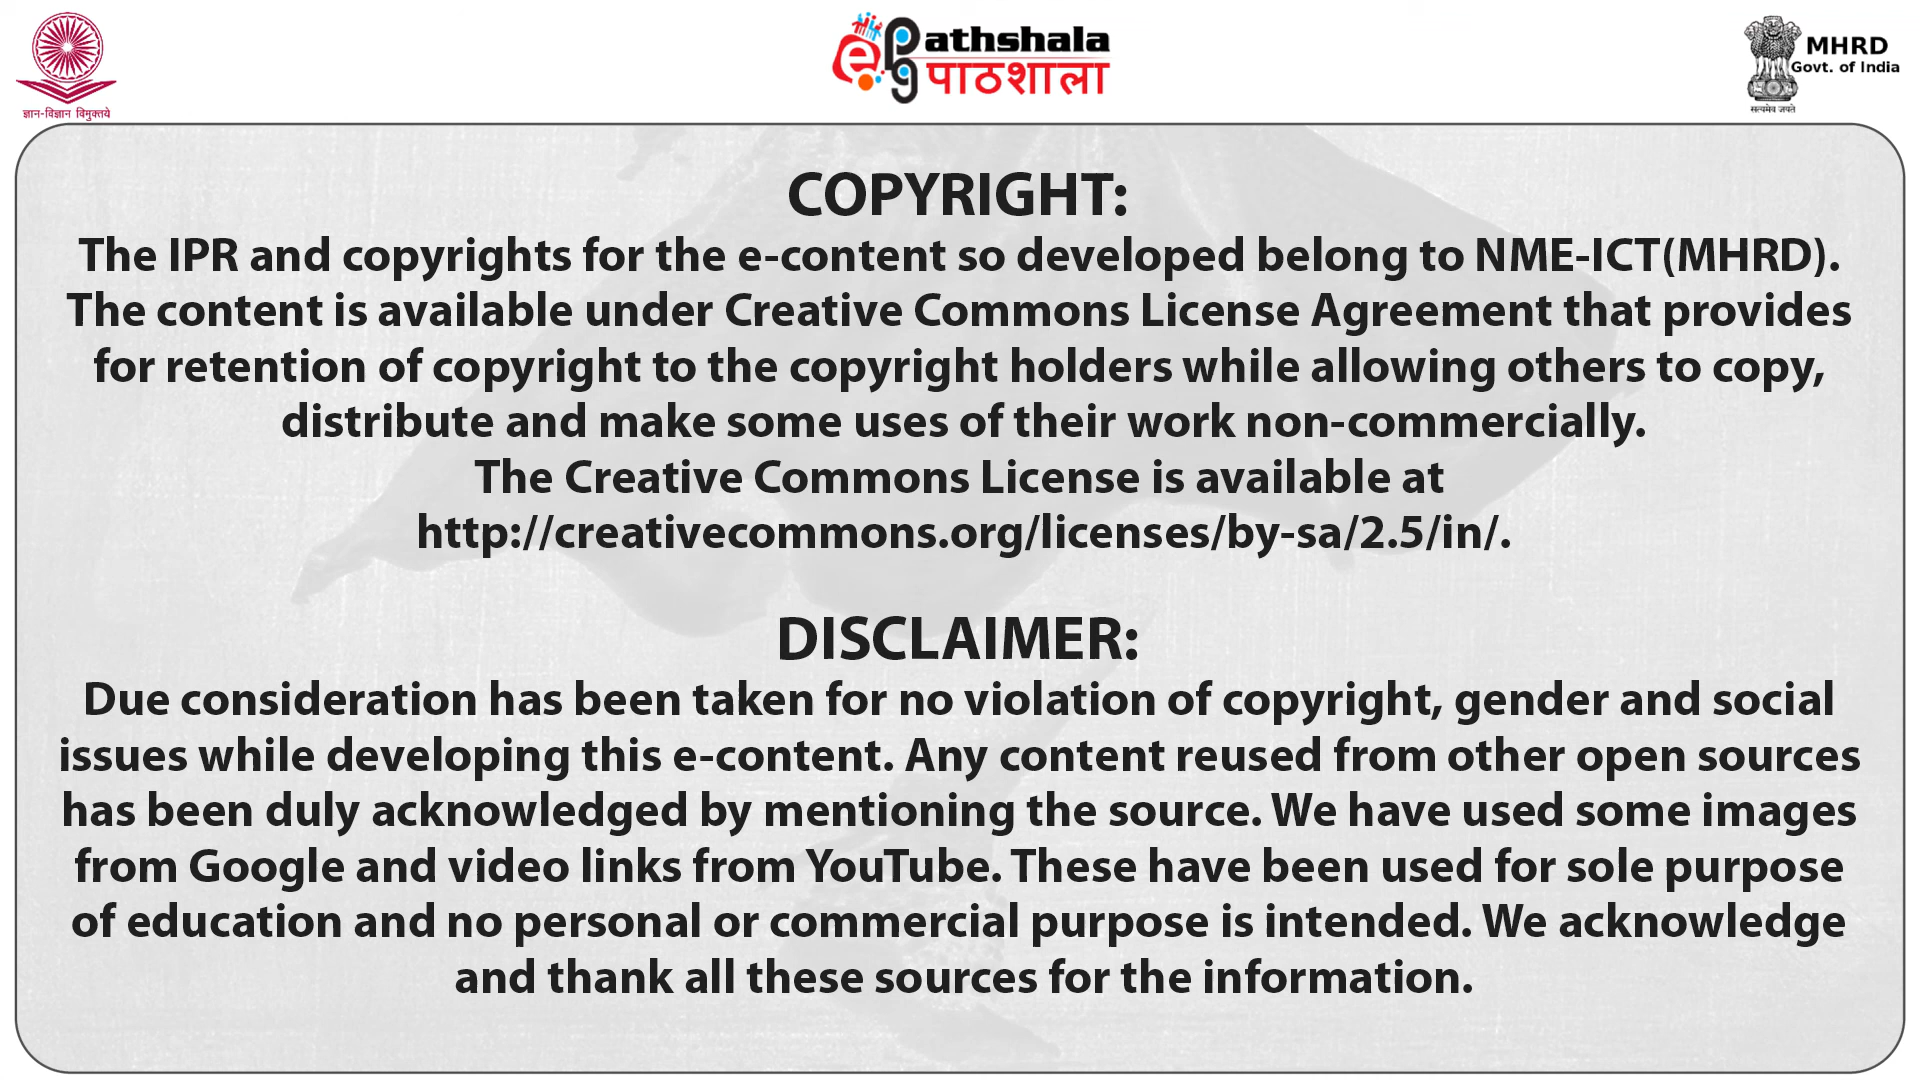 ज्ञान-विज्ञान विमुक्तये
ePG Pathshala
पाठशाला
MHRD
Govt. of India
सत्यमेव जयते
COPYRIGHT:
The IPR and copyrights for the e-content so developed belong to NME-ICT(MHRD).
The content is available under Creative Commons License Agreement that provides
for retention of copyright to the copyright holders while allowing others to copy,
distribute and make some uses of their work non-commercially.
The Creative Commons License is available at
http://creativecommons.org/licenses/by-sa/2.5/in/.
DISCLAIMER:
Due consideration has been taken for no violation of copyright, gender and social
issues while developing this e-content. Any content reused from other open sources
has been duly acknowledged by mentioning the source. We have used some images
from Google and video links from YouTube. These have been used for sole purpose
of education and no personal or commercial purpose is intended. We acknowledge
and thank all these sources for the information.